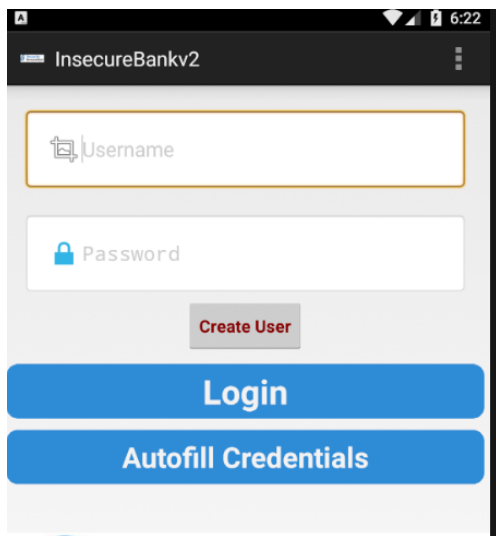 A
6:22
InsecureBankv2
Username
Password
Create User
Login
Autofill Credentials